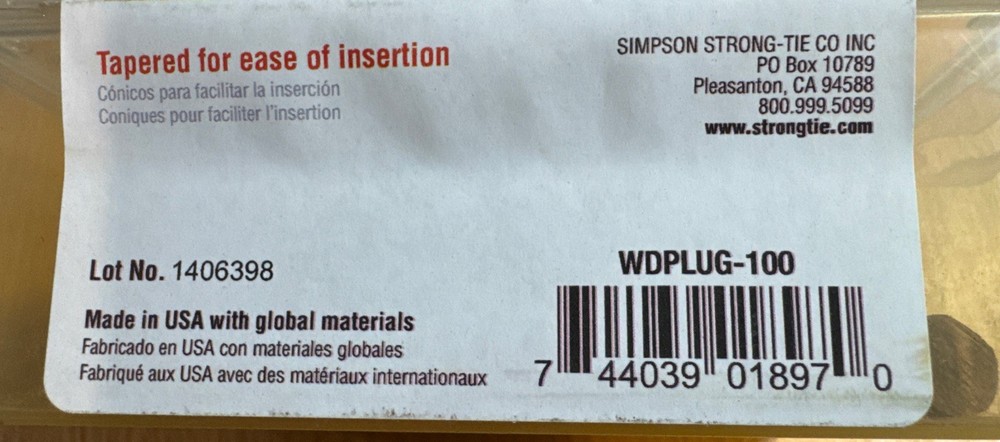 Tapered for ease of insertion
Cónicos para facilitar la inserción
Coniques pour faciliter l'insertion
SIMPSON STRONG-TIE CO INC
PO Box 10789
Pleasanton, CA 94588
800.999.5099
www.strongtie.com
Lot No. 1406398
Made in USA with global materials
Fabricado en USA con materiales globales
Fabriqué aux USA avec des matériaux internationaux
WDPLUG-100
7 44039 01897 0